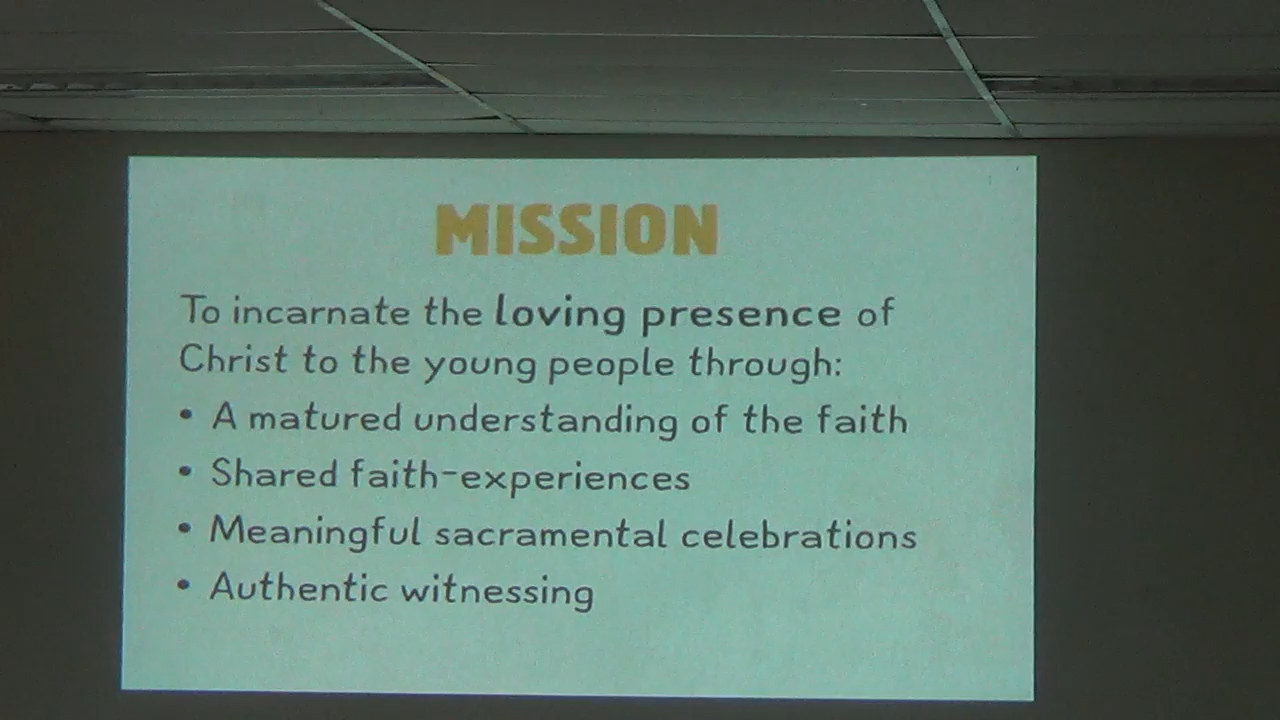 MISSION
To incarnate the loving presence of
Christ to the young people through:
• A matured understanding of the faith
• Shared faith-experiences
• Meaningful sacramental celebrations
• Authentic witnessing